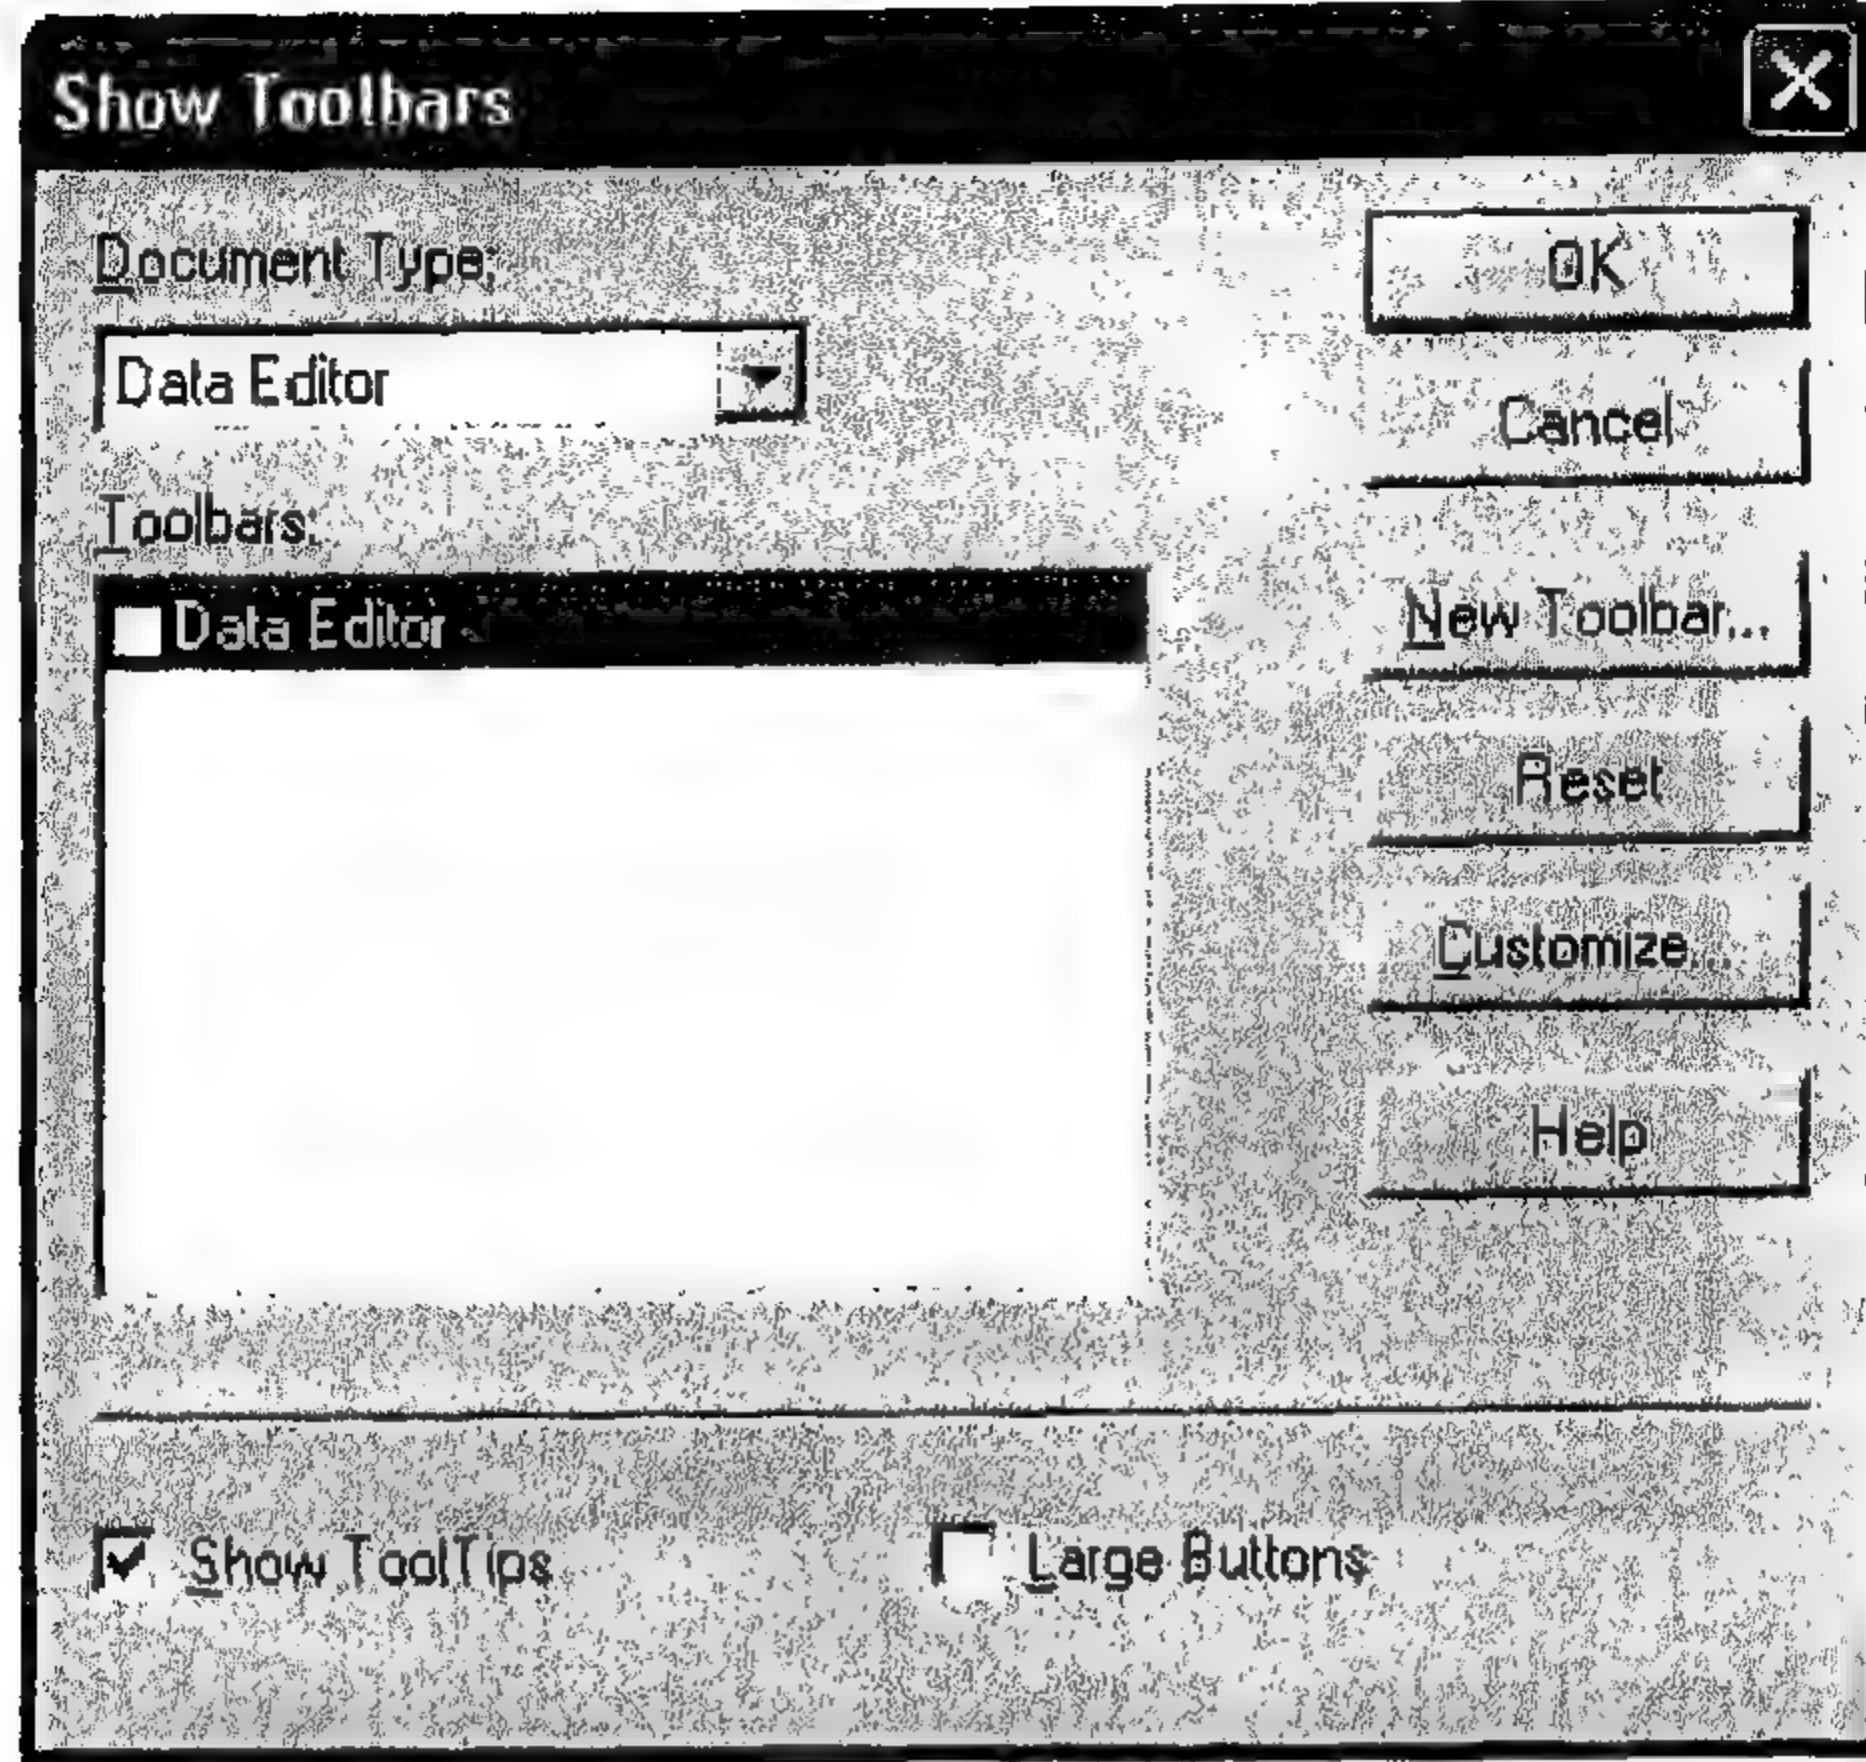 Show Toolbars
Document Type:
Data Editor
Toolbars:
Data Editor
OK
Cancel
New Toolbar...
Reset
Customize...
Help
Show ToolTips
Large Buttons